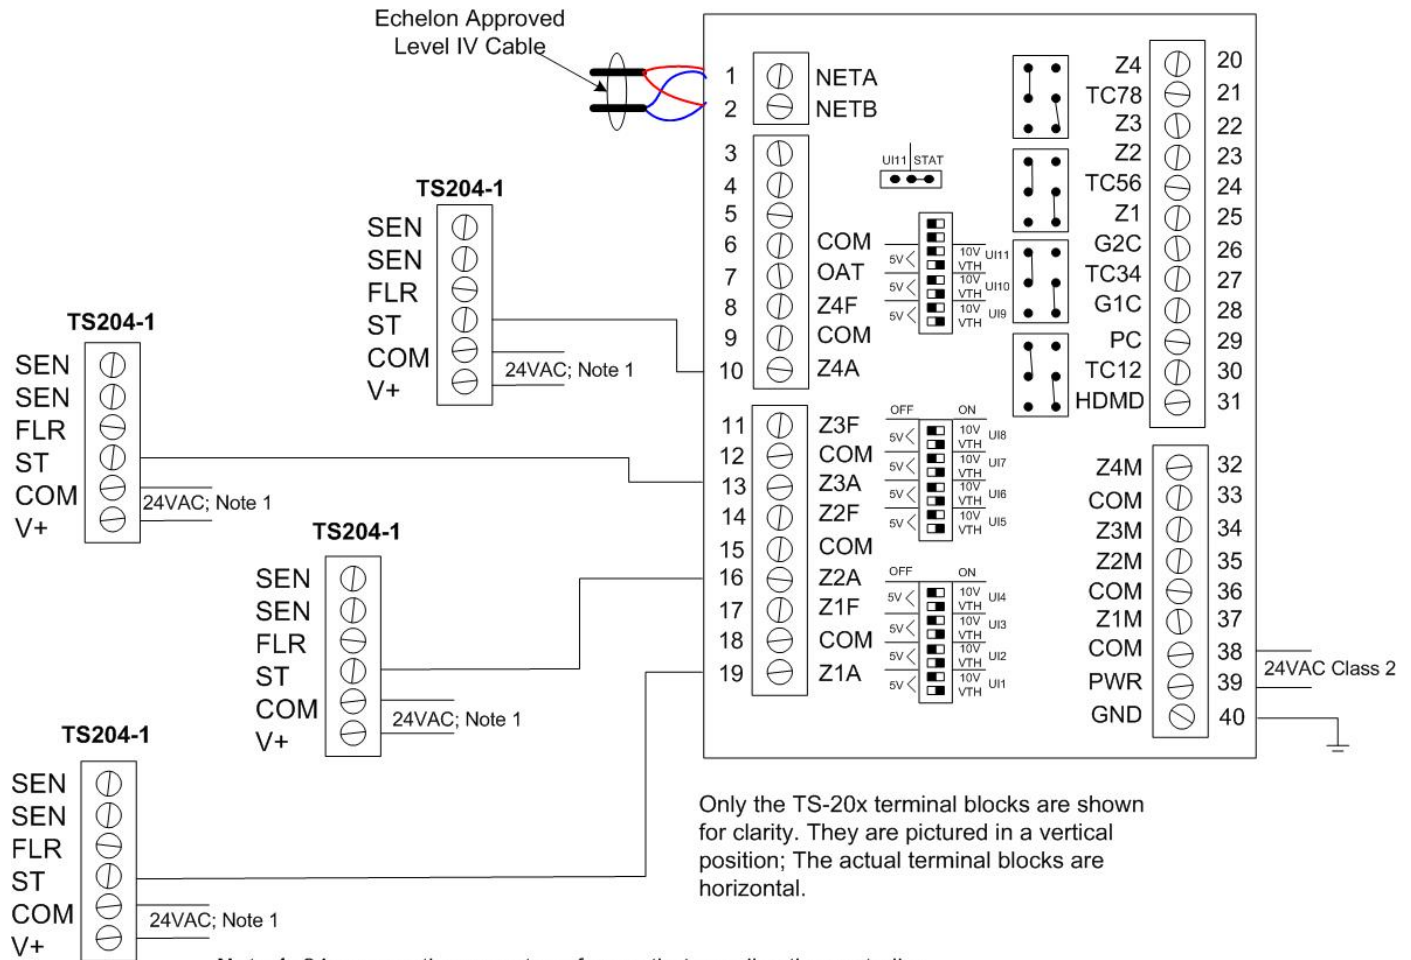 Echelon Approved
Level IV Cable
1 NETA
2 NETB
3
4
5
6 COM
7 OAT
8 Z4F
9 COM
10 Z4A
11 Z3F
12 COM
13 Z3A
14 Z2F
15 COM
16 Z2A
17 Z1F
18 COM
19 Z1A
UI11 STAT
5V 10V UI11
VTH
5V 10V UI10
VTH
5V 10V UI9
VTH
OFF ON
5V 10V UI8
VTH
5V 10V UI7
VTH
5V 10V UI6
VTH
5V 10V UI5
VTH
OFF ON
5V 10V UI4
VTH
5V 10V UI3
VTH
5V 10V UI2
VTH
5V 10V UI1
VTH
Z4 20
TC78 21
Z3 22
Z2 23
TC56 24
Z1 25
G2C 26
TC34 27
G1C 28
PC 29
TC12 30
HDMD 31
Z4M 32
COM 33
Z3M 34
Z2M 35
COM 36
Z1M 37
COM 38
PWR 39
GND 40
24VAC Class 2
TS204-1
SEN
SEN
FLR
ST
COM
V+
24VAC; Note 1
TS204-1
SEN
SEN
FLR
ST
COM
V+
24VAC; Note 1
TS204-1
SEN
SEN
FLR
ST
COM
V+
24VAC; Note 1
TS204-1
SEN
SEN
FLR
ST
COM
V+
24VAC; Note 1
Only the TS-20x terminal blocks are shown
for clarity. They are pictured in a vertical
position; The actual terminal blocks are
horizontal.